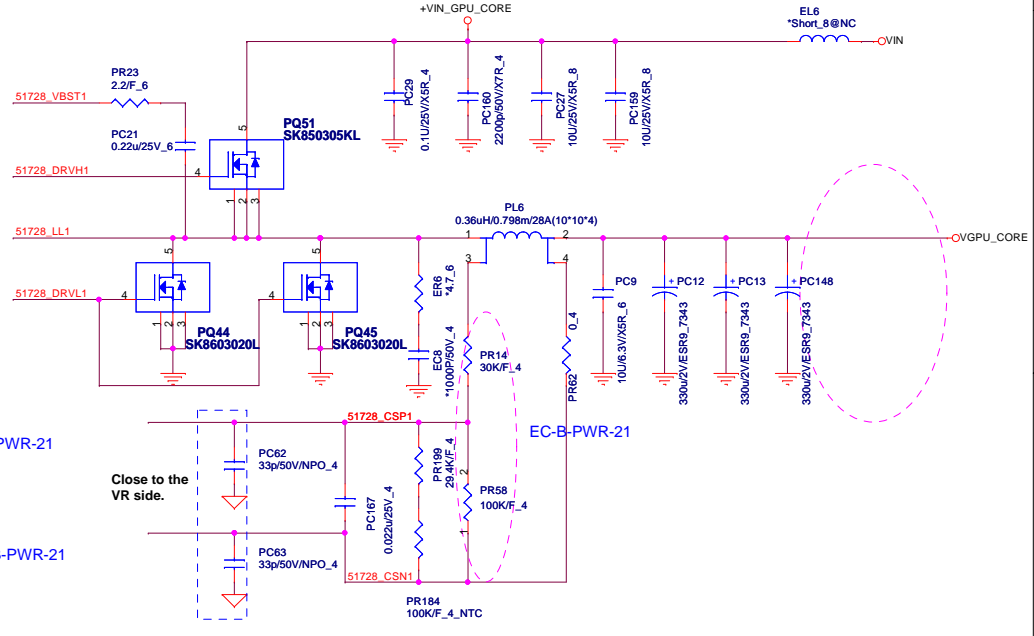 +VIN_GPU_CORE
EL6
*Short_8@NC
VIN
PR23
2.2/F_6
51728_VBST1
PC21
0.22u/25V_6
PQ51
SK850305KL
5
4
1
2
3
PC29
0.1U/25V/X5R_4
PC160
2200p/50V/X7R_4
PC27
10U/25V/X5R_8
PC159
10U/25V/X5R_8
51728_DRVH1
51728_LL1
PL6
0.36uH/0.798m/28A(10*10*4)
1
2
3
4
VGPU_CORE
5
4
1
2
3
PQ44
SK8603020L
5
4
1
2
3
PQ45
SK8603020L
51728_DRVL1
ER6
*4.7_6
EC8
*1000P/50V_4
PR14
30K/F_4
0_4
PR62
PC9
10U/6.3V/X5R_6
+
PC12
330u/2V/ESR9_7343
+
PC13
330u/2V/ESR9_7343
+
PC148
330u/2V/ESR9_7343
51728_CSP1
EC-B-PWR-21
PWR-21
PC62
33p/50V/NPO_4
Close to the
VR side.
PC167
0.022u/25V_4
PR199
29.4K/F_4
2
PR58
100K/F_4
1
-PWR-21
PC63
33p/50V/NPO_4
51728_CSN1
PR184
100K/F_4_NTC